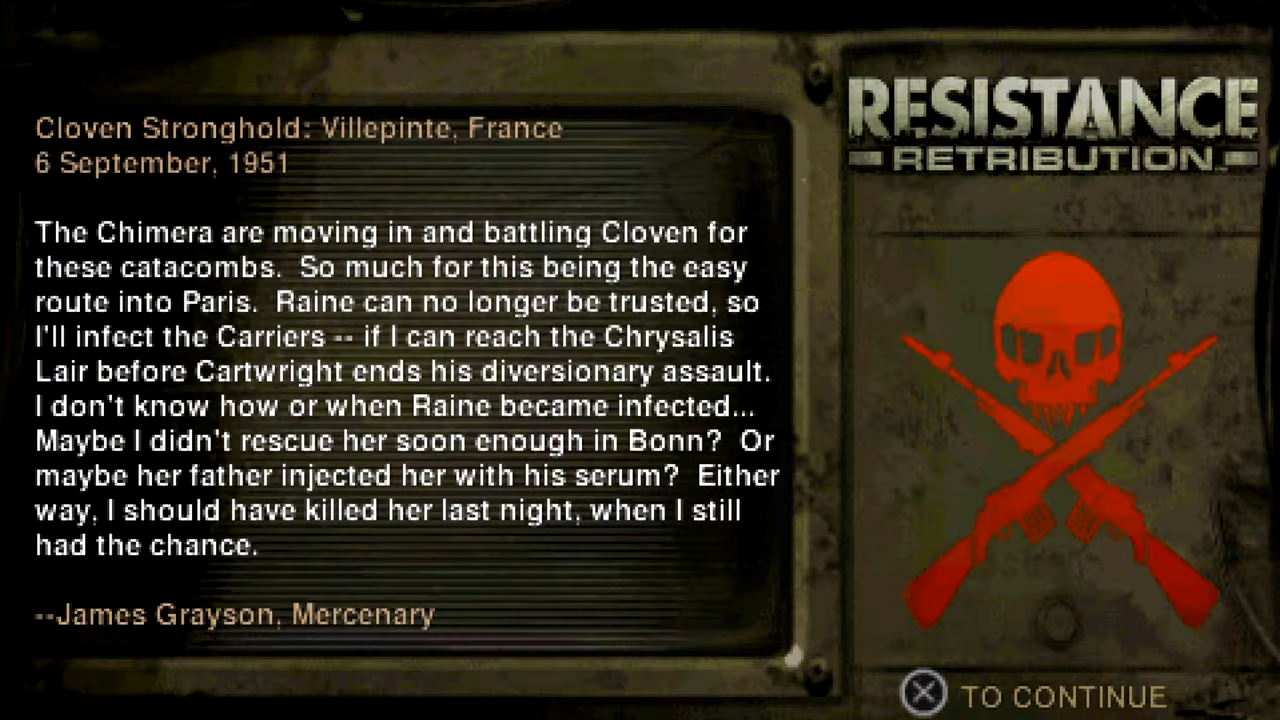 Cloven Stronghold: Villepinte, France
6 September, 1951
The Chimera are moving in and battling Cloven for
these catacombs.  So much for this being the easy
route into Paris.  Raine can no longer be trusted, so
I'll infect the Carriers -- if I can reach the Chrysalis
Lair before Cartwright ends his diversionary assault.
I don't know how or when Raine became infected...
Maybe I didn't rescue her soon enough in Bonn?  Or
maybe her father injected her with his serum?  Either
way, I should have killed her last night, when I still
had the chance.
--James Grayson, Mercenary
RESISTANCE
RETRIBUTION
TO CONTINUE